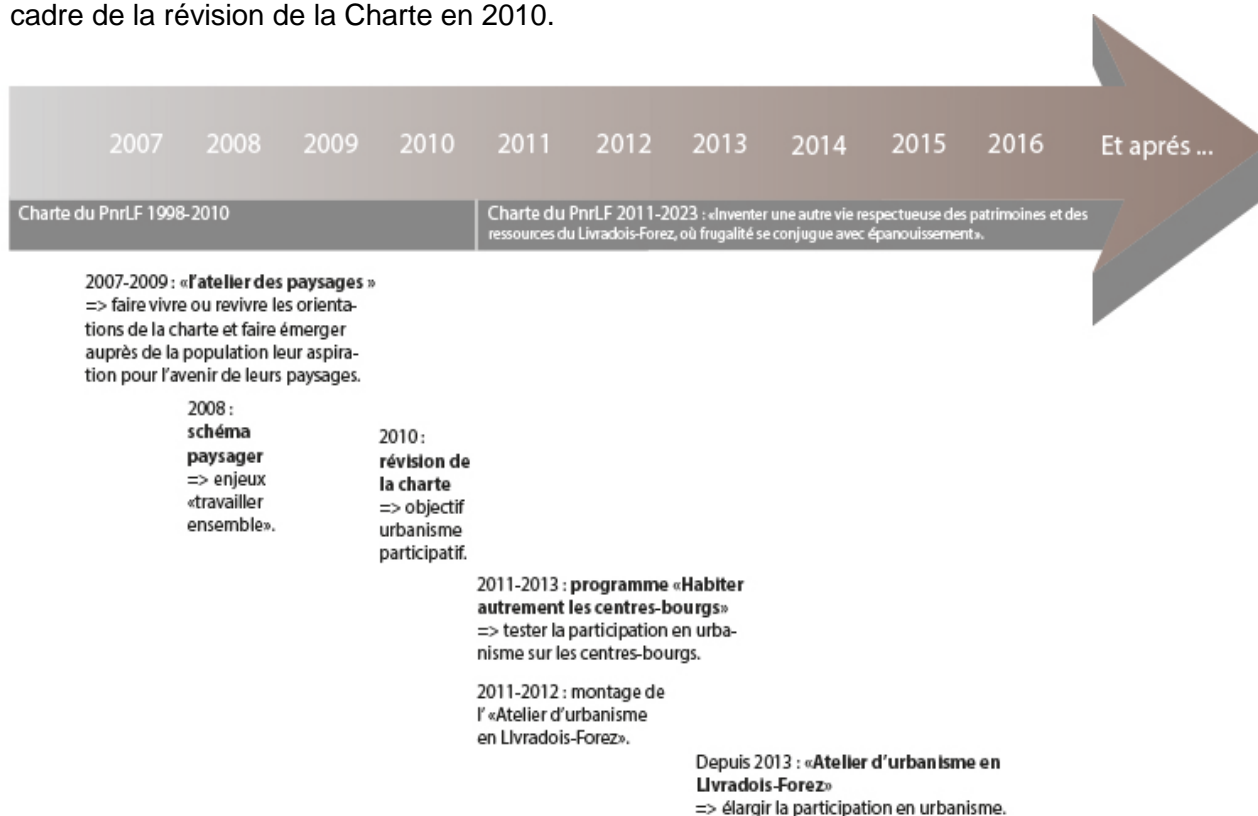 cadre de la révision de la Charte en 2010.
2007 2008 2009 2010 2011 2012 2013 2014 2015 2016 Et aprés ...
Charte du PnrLF 1998-2010
Charte du PnrLF 2011-2023 : «Inventer une autre vie respectueuse des patrimoines et des
ressources du Livradois-Forez, où frugalité se conjugue avec épanouissement».
2007-2009 : «l'atelier des paysages »
=> faire vivre ou revivre les orienta-
tions de la charte et faire émerger
auprès de la population leur aspira-
tion pour l'avenir de leurs paysages.
2008 :
schéma
paysager
=> enjeux
«travailler
ensemble».
2010 :
révision de
la charte
=> objectif
urbanisme
participatif.
2011-2013 : programme «Habiter
autrement les centres-bourgs»
=> tester la participation en urba-
nisme sur les centres-bourgs.
2011-2012 : montage de
l' «Atelier d'urbanisme
en LIvradois-Forez».
Depuis 2013 : «Atelier d'urbanisme en
LIvradois-Forez»
=> élargir la participation en urbanisme.